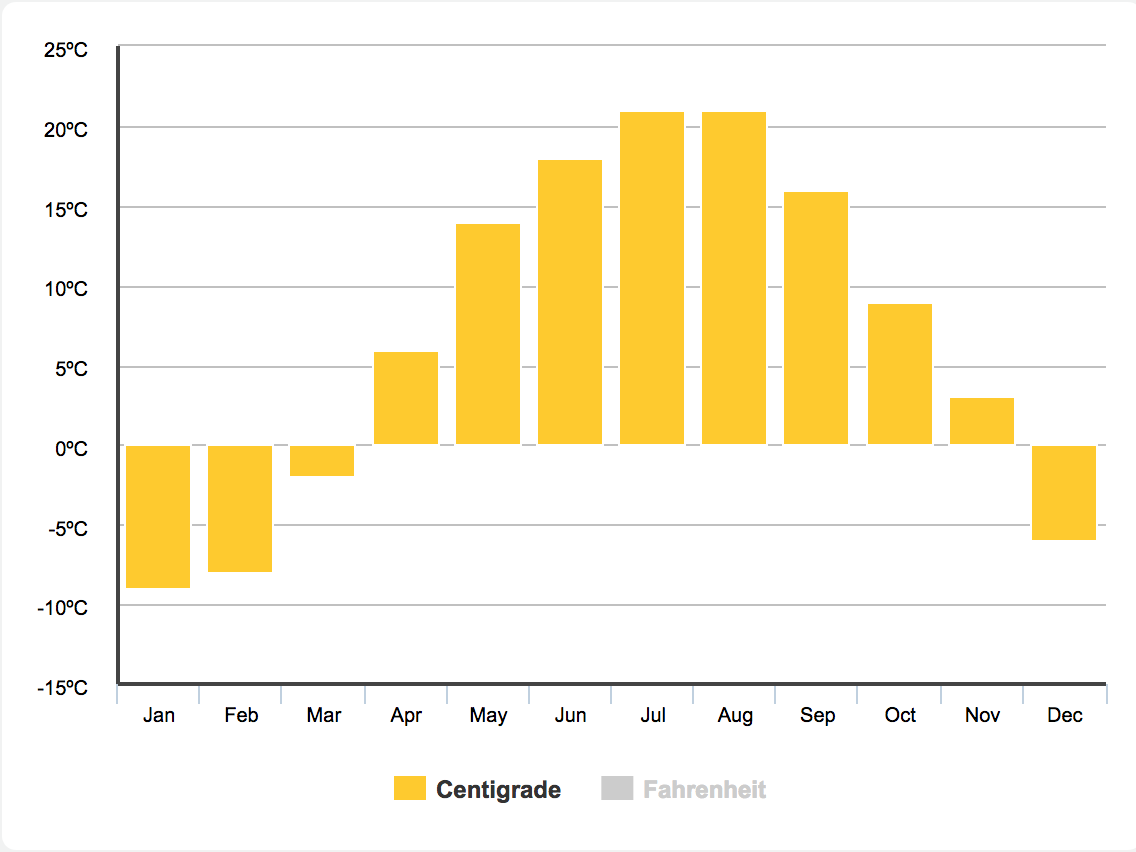 25ºC
20ºC
15ºC
10ºC
5ºC
0ºC
-5ºC
-10ºC
-15ºC
Jan Feb Mar Apr May Jun Jul Aug Sep Oct Nov Dec
Centigrade Fahrenheit